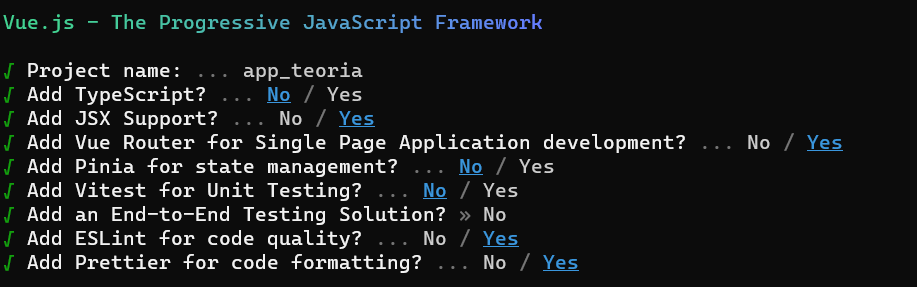 Vue.js - The Progressive JavaScript Framework
√ Project name: ... app_teoria
√ Add TypeScript? ... No / Yes
√ Add JSX Support? ... No / Yes
√ Add Vue Router for Single Page Application development? ... No / Yes
√ Add Pinia for state management? ... No / Yes
√ Add Vitest for Unit Testing? ... No / Yes
√ Add an End-to-End Testing Solution? » No
√ Add ESLint for code quality? ... No / Yes
√ Add Prettier for code formatting? ... No / Yes